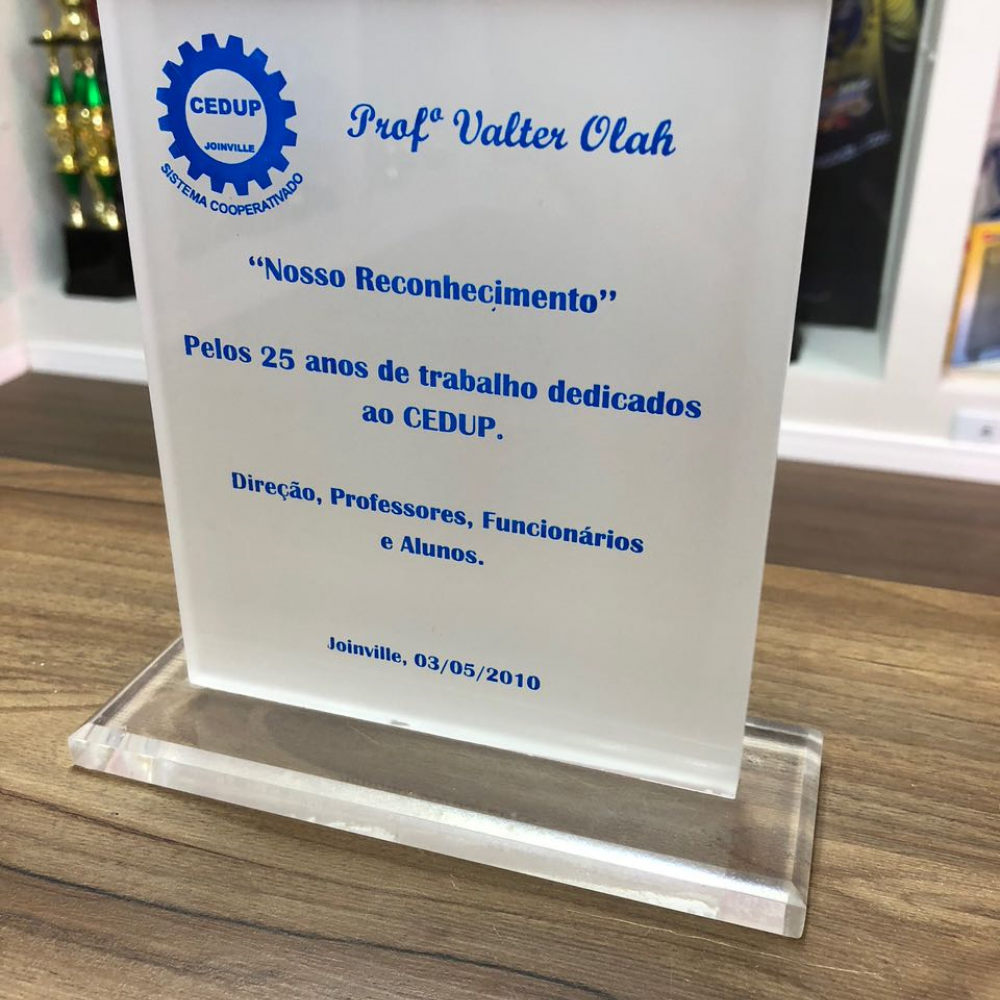 CEDUP
JOINVILLE
SISTEMA COOPERATIVADO
Profº Valter Olah
“Nosso Reconhecimento”
Pelos 25 anos de trabalho dedicados
ao CEDUP.
Direção, Professores, Funcionários
e Alunos.
Joinville, 03/05/2010